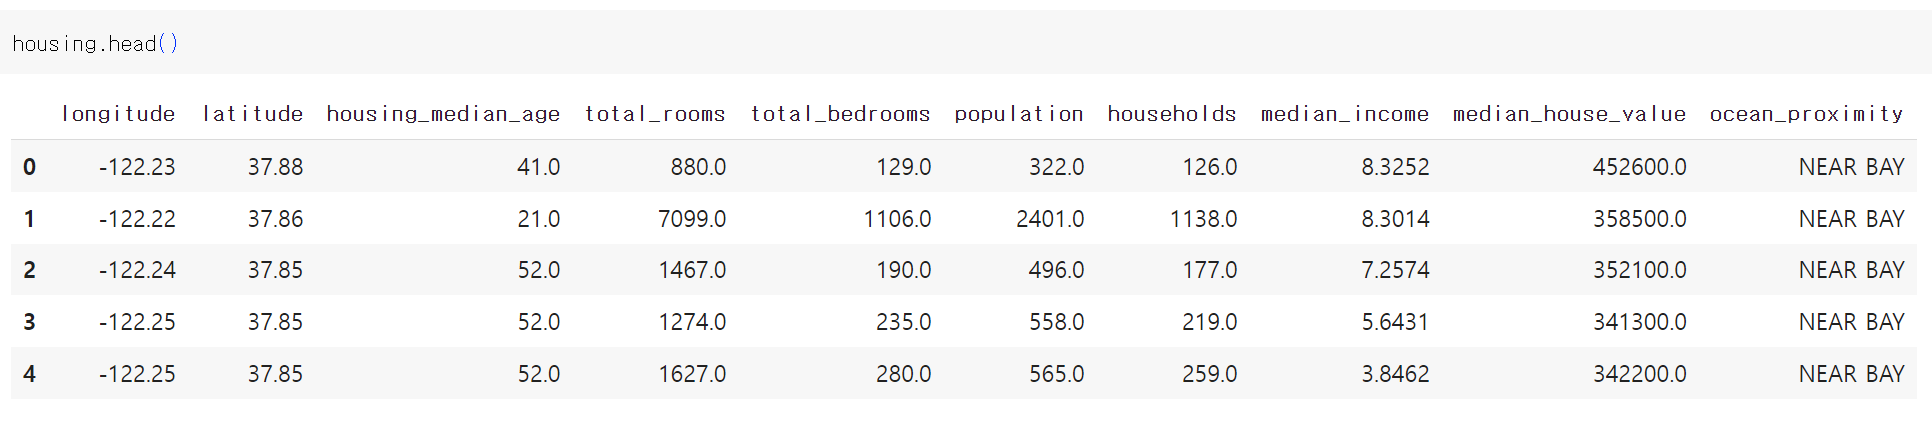 housing.head()
longitude latitude housing_median_age total_rooms total_bedrooms population households median_income median_house_value ocean_proximity
0 -122.23 37.88 41.0 880.0 129.0 322.0 126.0 8.3252 452600.0 NEAR BAY
1 -122.22 37.86 21.0 7099.0 1106.0 2401.0 1138.0 8.3014 358500.0 NEAR BAY
2 -122.24 37.85 52.0 1467.0 190.0 496.0 177.0 7.2574 352100.0 NEAR BAY
3 -122.25 37.85 52.0 1274.0 235.0 558.0 219.0 5.6431 341300.0 NEAR BAY
4 -122.25 37.85 52.0 1627.0 280.0 565.0 259.0 3.8462 342200.0 NEAR BAY